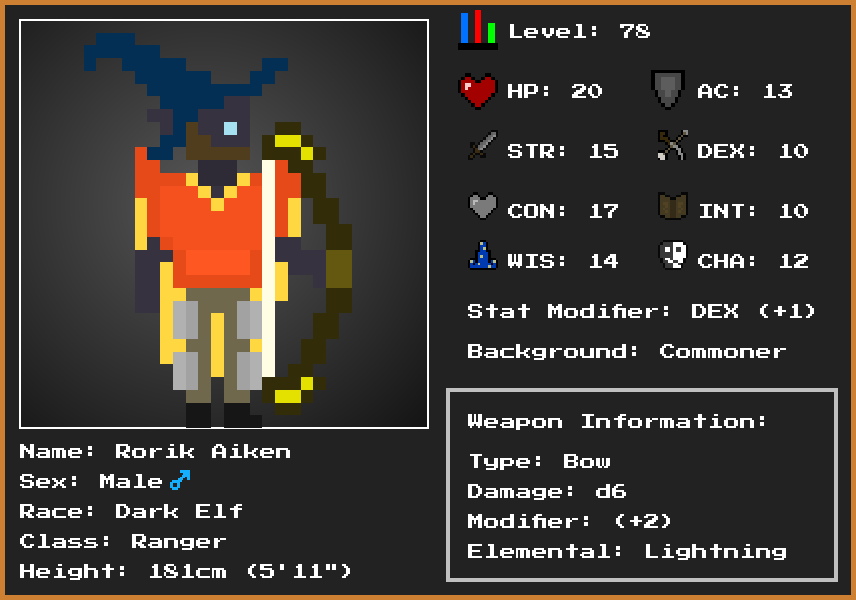 Level: 78
HP: 20 AC: 13
STR: 15 DEX: 10
CON: 17 INT: 10
WIS: 14 CHA: 12
Stat Modifier: DEX (+1)
Background: Commoner
Weapon Information:
Type: Bow
Damage: d6
Modifier: (+2)
Elemental: Lightning
Name: Rorik Aiken
Sex: Male ♂
Race: Dark Elf
Class: Ranger
Height: 181cm (5'11")